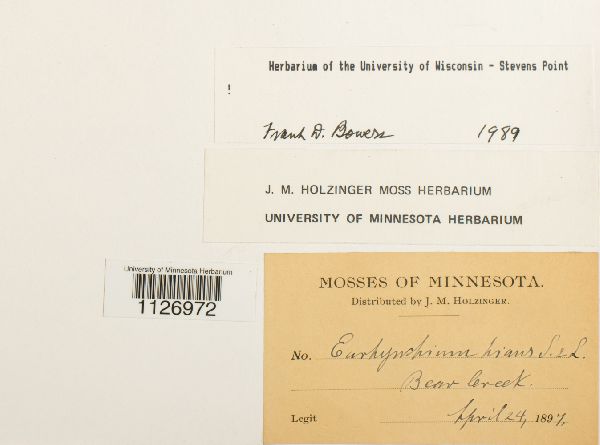 Herbarium of the University of Wisconsin - Stevens Point
!
Frank D. Bowers 1989
J. M. HOLZINGER MOSS HERBARIUM
UNIVERSITY OF MINNESOTA HERBARIUM
University of Minnesota Herbarium
1126972
MOSSES OF MINNESOTA.
Distributed by J. M. HOLZINGER.
No. Eurhynchium hians S. & L.
Bear Creek.
Legit April 24, 1897.